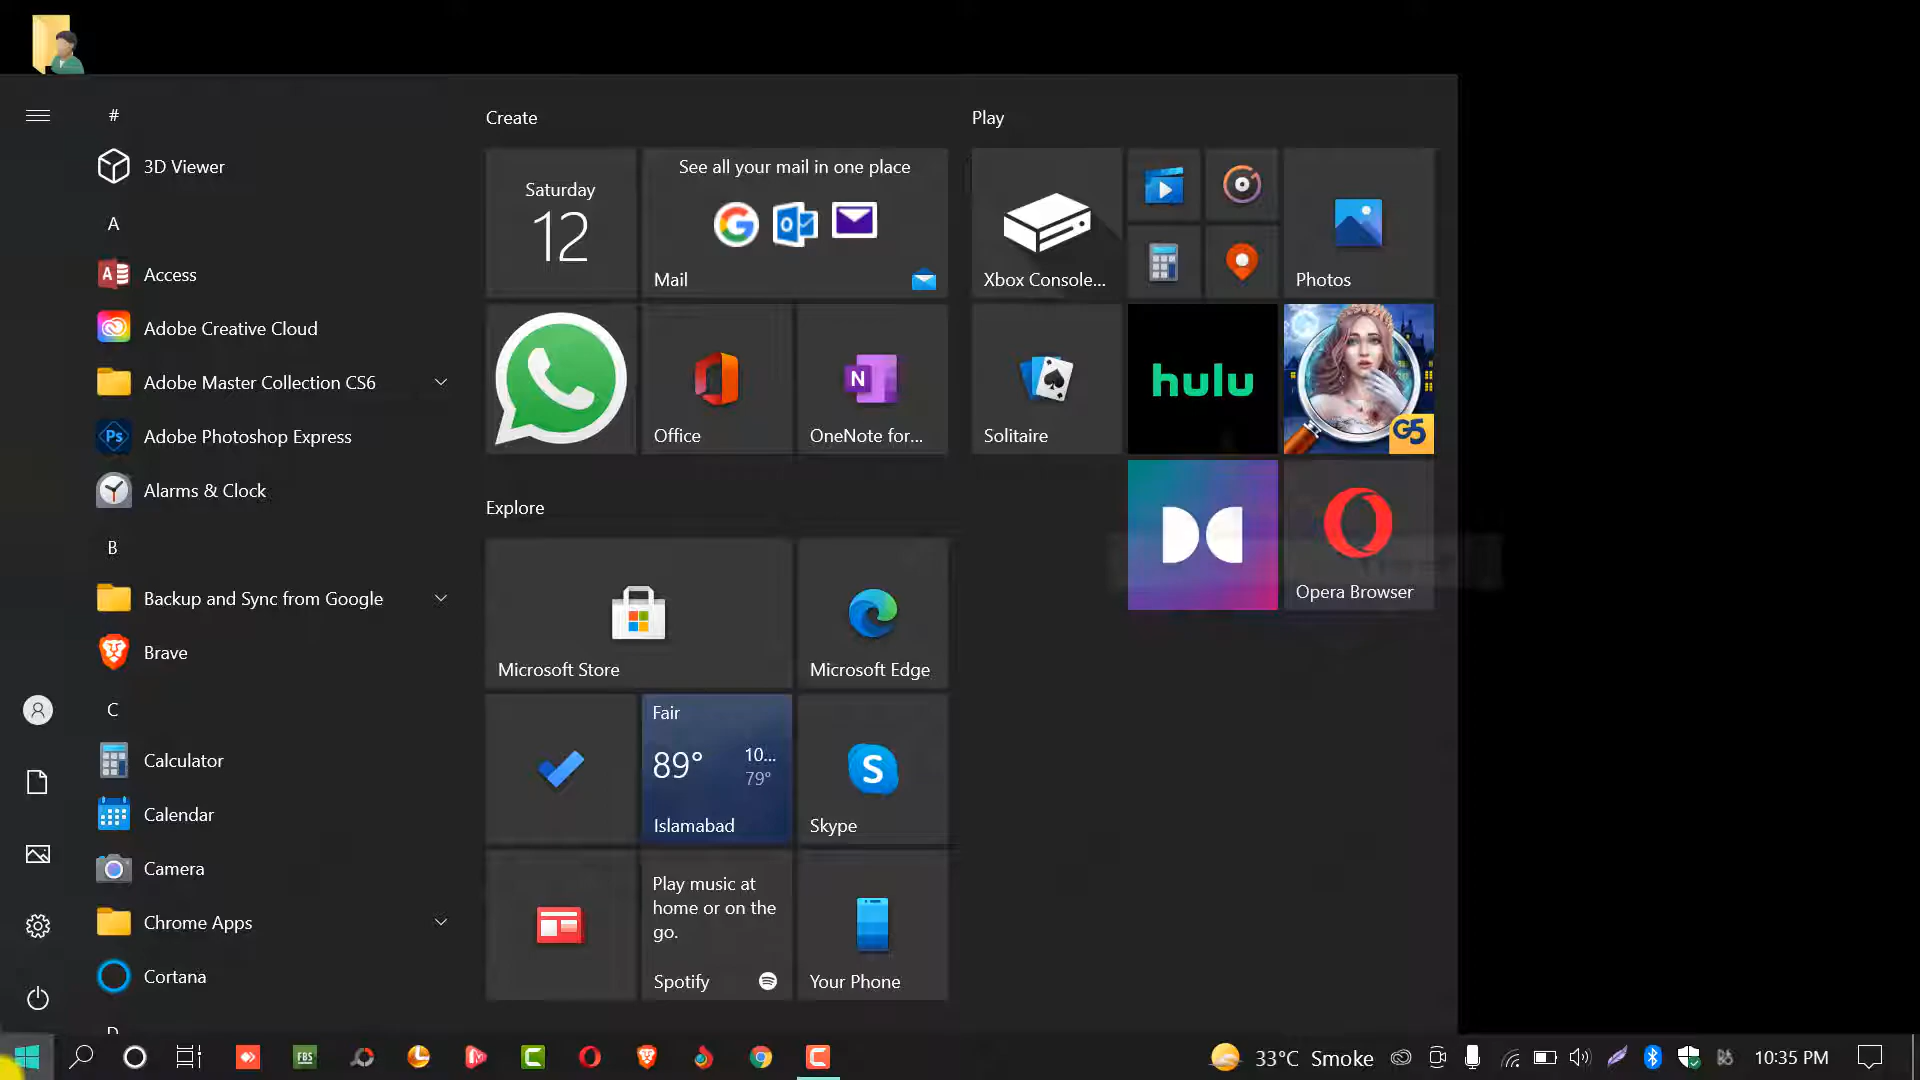 #
3D Viewer
A
Access
Adobe Creative Cloud
Adobe Master Collection CS6
Ps
Adobe Photoshop Express
Alarms & Clock
B
Backup and Sync from Google
Brave
C
Calculator
Calendar
Camera
Chrome Apps
Cortana
Create
Saturday
12
See all your mail in one place
Mail
Office
N
OneNote for...
Explore
Microsoft Store
Microsoft Edge
Fair
89°
10...
79°
Islamabad
S
Skype
Play music at
home or on the
go.
Spotify
Your Phone
Play
Xbox Console...
Photos
Solitaire
hulu
G5
Opera Browser
FBS
33°C Smoke
10:35 PM